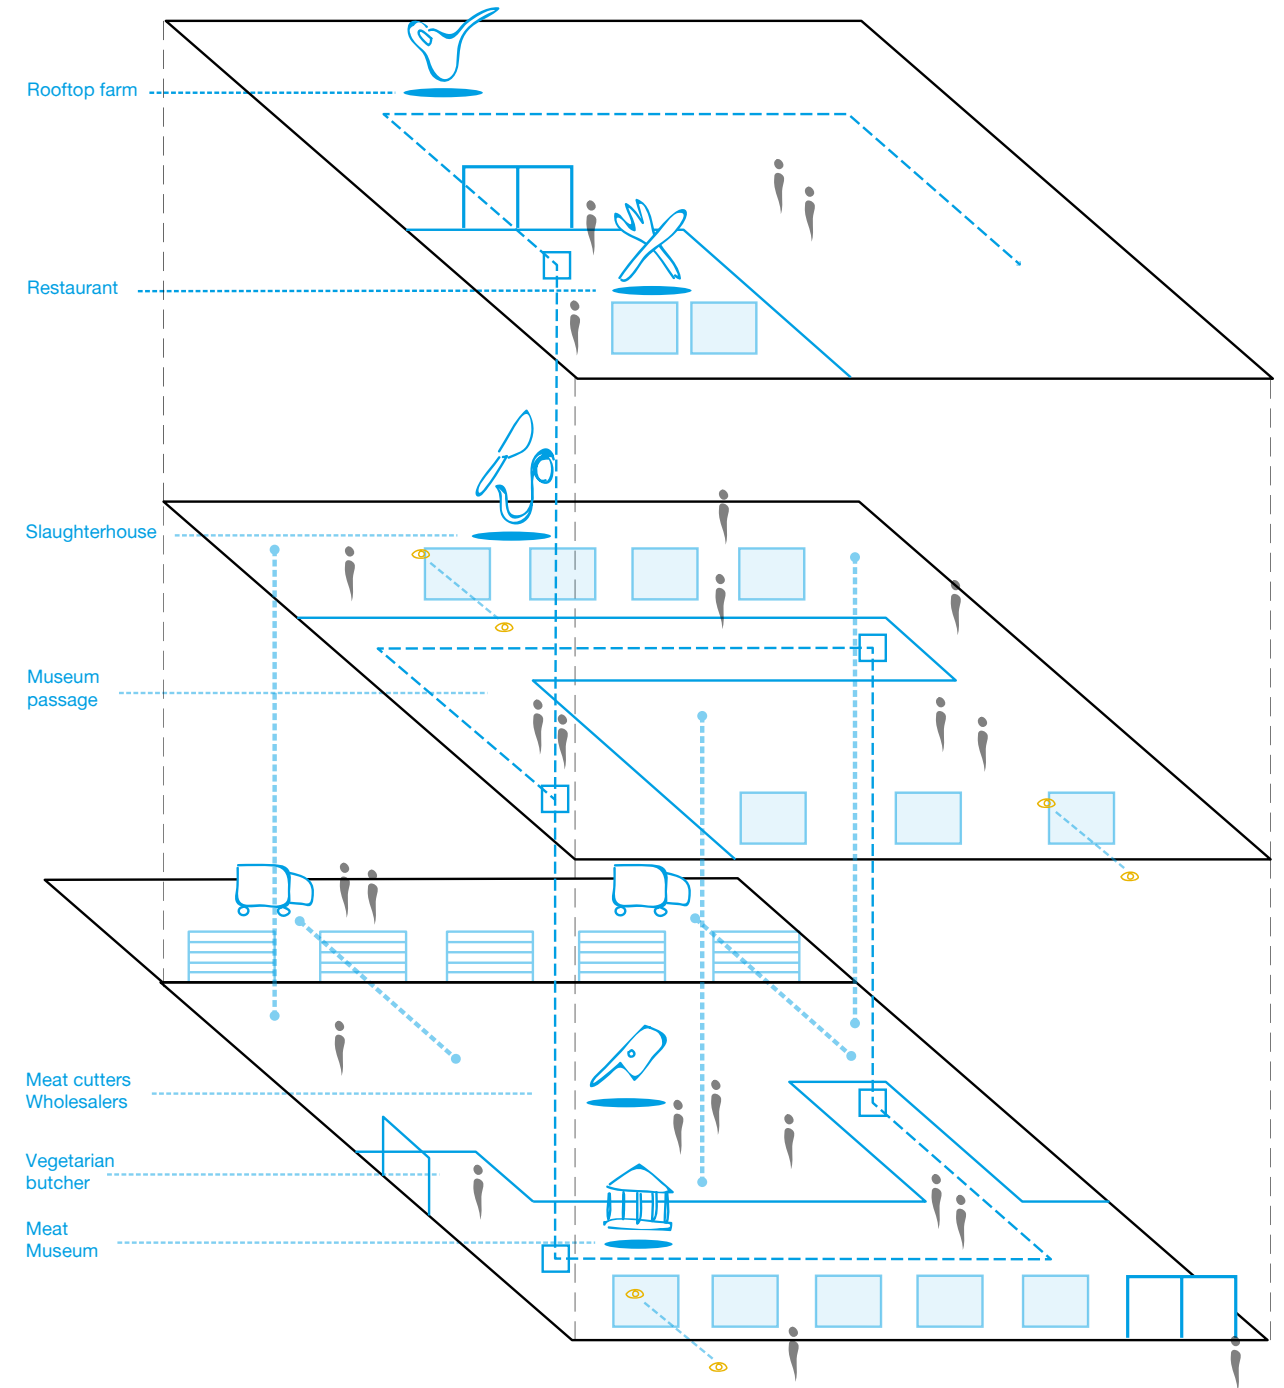 Rooftop farm
Restaurant
Slaughterhouse
Museum
passage
Meat cutters
Wholesalers
Vegetarian
butcher
Meat
Museum